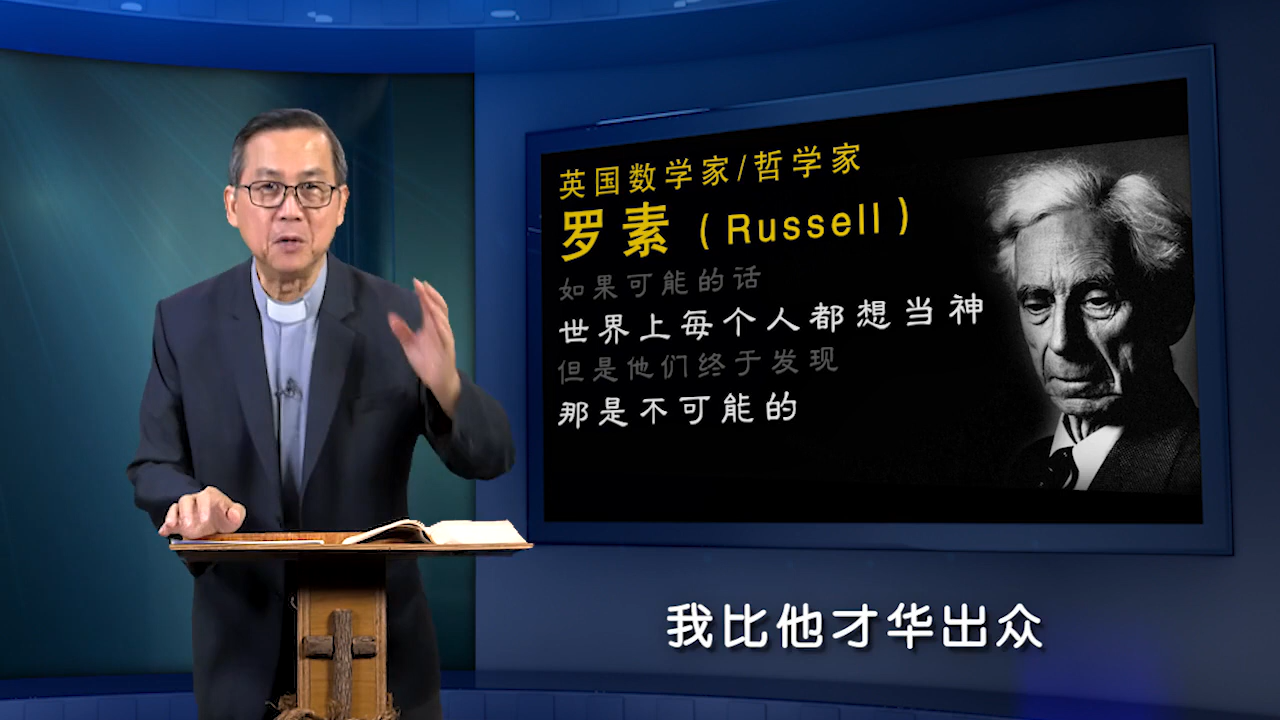 英国数学家/哲学家
罗素（Russell）
如果可能的话
世界上每个人都想当神
但是他们终于发现
那是不可能的
我比他才华出众